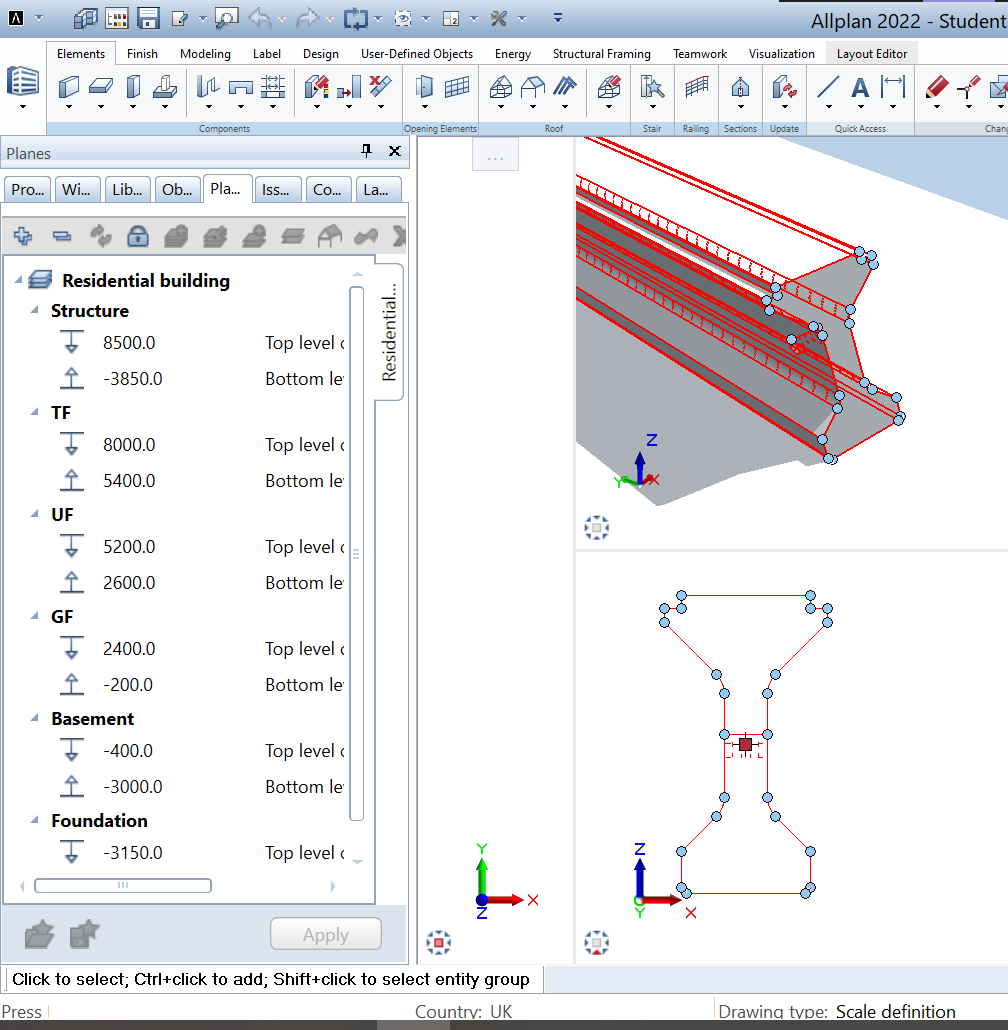 Allplan 2022 - Student
Elements Finish Modeling Label Design User-Defined Objects Energy Structural Framing Teamwork Visualization Layout Editor
Components Opening Elements Roof Stair Railing Sections Update Quick Access Chang
Planes
Pro... Wi... Lib... Ob... Pla... Iss... Co... La...
...
Residential building
Residential...
Structure
8500.0 Top level
-3850.0 Bottom le
TF
8000.0 Top level
5400.0 Bottom le
UF
5200.0 Top level
2600.0 Bottom le
GF
2400.0 Top level
-200.0 Bottom le
Basement
-400.0 Top level
-3000.0 Bottom le
Foundation
-3150.0 Top level
Apply
Z
Y X
Y
Z X
Z
Y X
Click to select; Ctrl+click to add; Shift+click to select entity group
Press Country: UK Drawing type: Scale definition